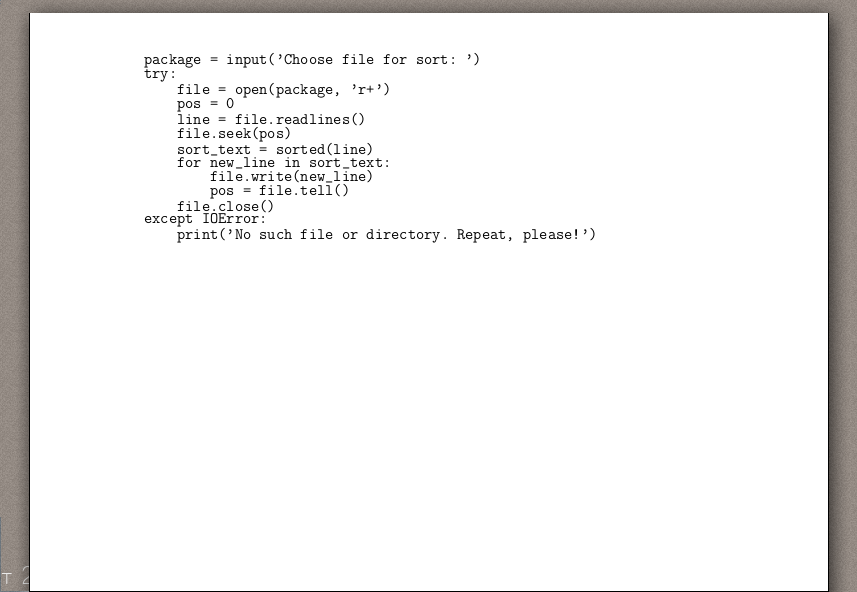 package = input('Choose file for sort: ')
try:
    file = open(package, 'r+')
    pos = 0
    line = file.readlines()
    file.seek(pos)
    sort_text = sorted(line)
    for new_line in sort_text:
        file.write(new_line)
        pos = file.tell()
    file.close()
except IOError:
    print('No such file or directory. Repeat, please!')
T 2